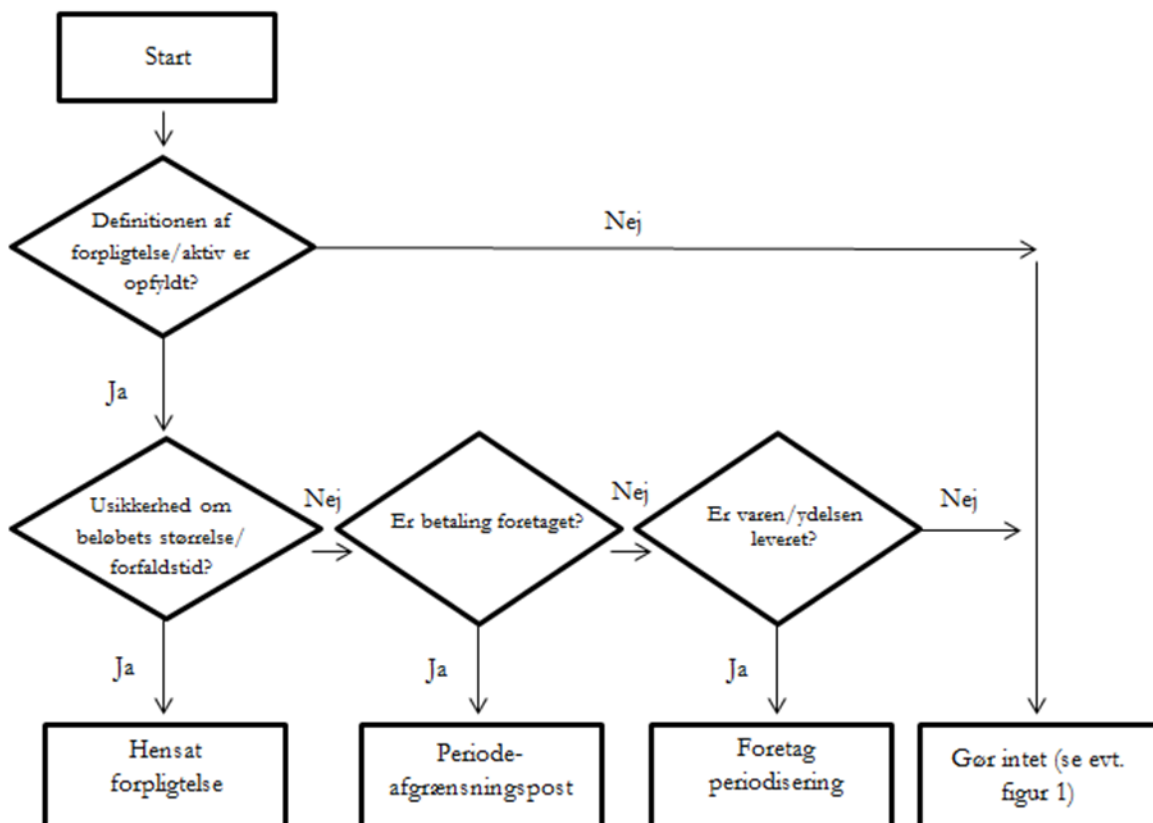 Start
Definitionen af
forpligtelse/aktiv er
opfyldt?
Nej
Ja
Usikkerhed om
beløbets størrelse/
forfaldstid?
Nej
Er betaling foretaget?
Nej
Er varen/ydelsen
leveret?
Nej
Ja
Ja
Ja
Hensat
forpligtelse
Periode-
afgrænsningspost
Foretag
periodisering
Gør intet (se evt.
figur 1)